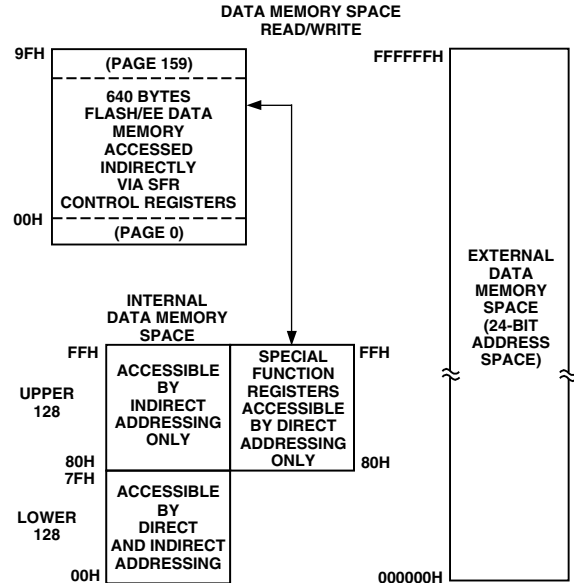 DATA MEMORY SPACE
READ/WRITE
9FH
(PAGE 159)
640 BYTES
FLASH/EE DATA
MEMORY
ACCESSED
INDIRECTLY
VIA SFR
CONTROL REGISTERS
00H
(PAGE 0)
INTERNAL
DATA MEMORY
SPACE
FFH
UPPER
128
ACCESSIBLE
BY
INDIRECT
ADDRESSING
ONLY
80H
SPECIAL
FUNCTION
REGISTERS
ACCESSIBLE
BY DIRECT
ADDRESSING
ONLY
FFH
80H
7FH
LOWER
128
ACCESSIBLE
BY
DIRECT
AND INDIRECT
ADDRESSING
00H
FFFFFFH
EXTERNAL
DATA
MEMORY
SPACE
(24-BIT
ADDRESS
SPACE)
000000H